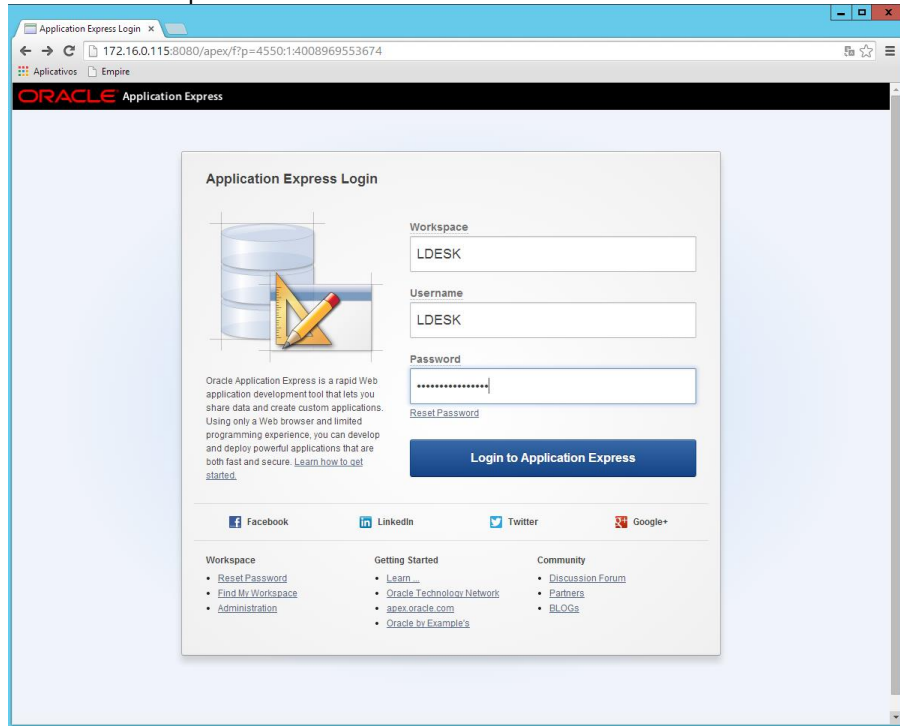 Application Express Login
172.16.0.115:8080/apex/f?p=4550:1:4008969553674
Aplicativos Empire
ORACLE Application Express
Application Express Login
Workspace
LDESK
Username
LDESK
Password
••••••••••••••••
Reset Password
Login to Application Express
Oracle Application Express is a rapid Web
application development tool that lets you
share data and create custom applications.
Using only a Web browser and limited
programming experience, you can develop
and deploy powerful applications that are
both fast and secure. Learn how to get
started.
Facebook LinkedIn Twitter Google+
Workspace
• Reset Password
• Find My Workspace
• Administration
Getting Started
• Learn ...
• Oracle Technology Network
• apex.oracle.com
• Oracle by Example's
Community
• Discussion Forum
• Partners
• BLOGs